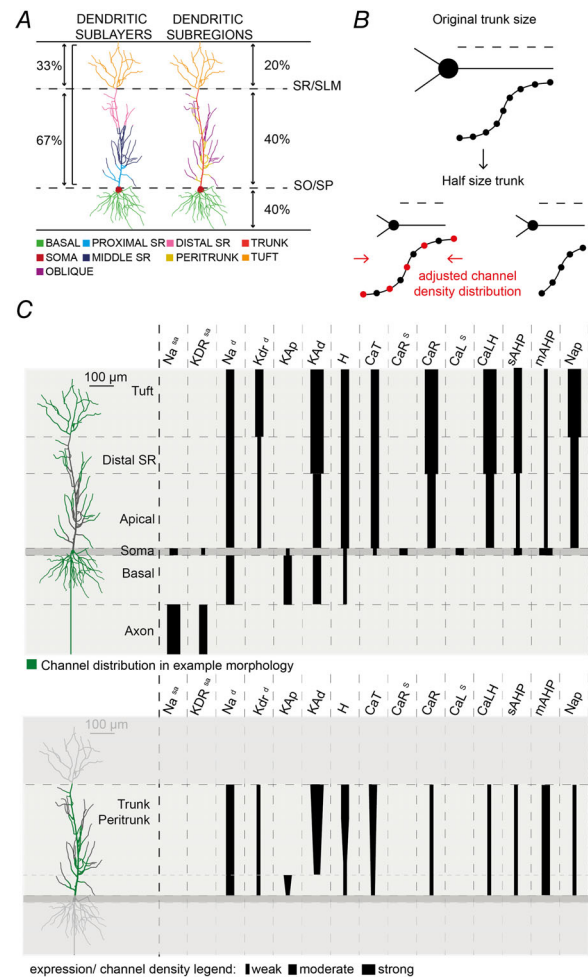 A
DENDRITIC SUBLAYERS
DENDRITIC SUBREGIONS
33%
20%
SR/SLM
67%
40%
SO/SP
40%
BASAL PROXIMAL SR DISTAL SR TRUNK
SOMA MIDDLE SR PERITRUNK TUFT
OBLIQUE
B
Original trunk size
Half size trunk
adjusted channel
density distribution
C
Na sa KDR sa Na d Kdr d KAp KAd H CaT CaR S CaR CaL S CaLH sAHP mAHP Nap
100 µm
Tuft
Distal SR
Apical
Soma
Basal
Axon
Channel distribution in example morphology
Na sa KDR sa Na d Kdr d KAp KAd H CaT CaR S CaR CaL S CaLH sAHP mAHP Nap
100 µm
Trunk
Peritrunk
expression/ channel density legend: weak moderate strong